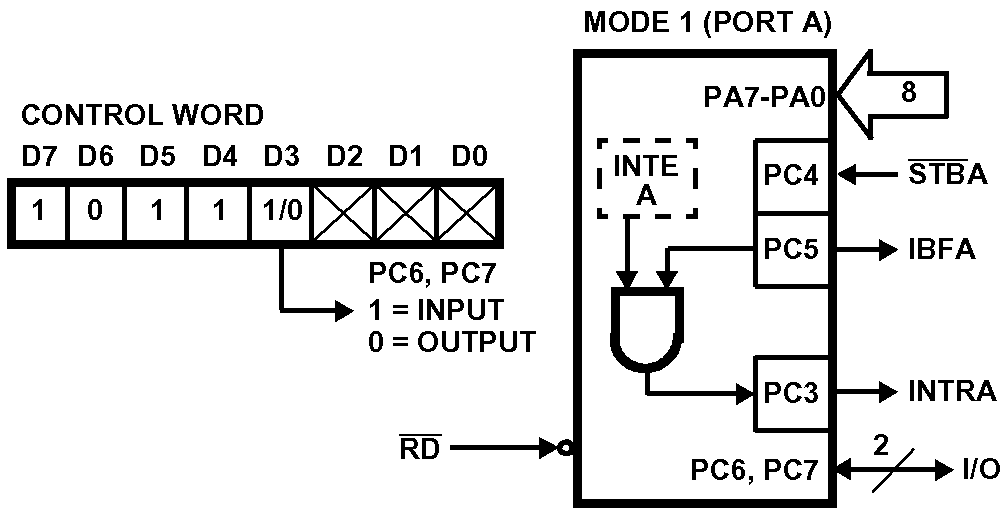 MODE 1 (PORT A)
PA7-PA0
8
CONTROL WORD
D7 D6 D5 D4 D3 D2 D1 D0
1 0 1 1 1/0
PC6, PC7
1 = INPUT
0 = OUTPUT
INTE
A
PC4
STBA
PC5
IBFA
PC3
INTRA
RD
PC6, PC7
2
I/O